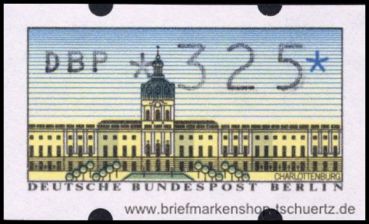 DBP *325*
CHARLOTTENBURG
DEUTSCHE BUNDESPOST BERLIN
www.briefmarkenshop-tschuertz.de